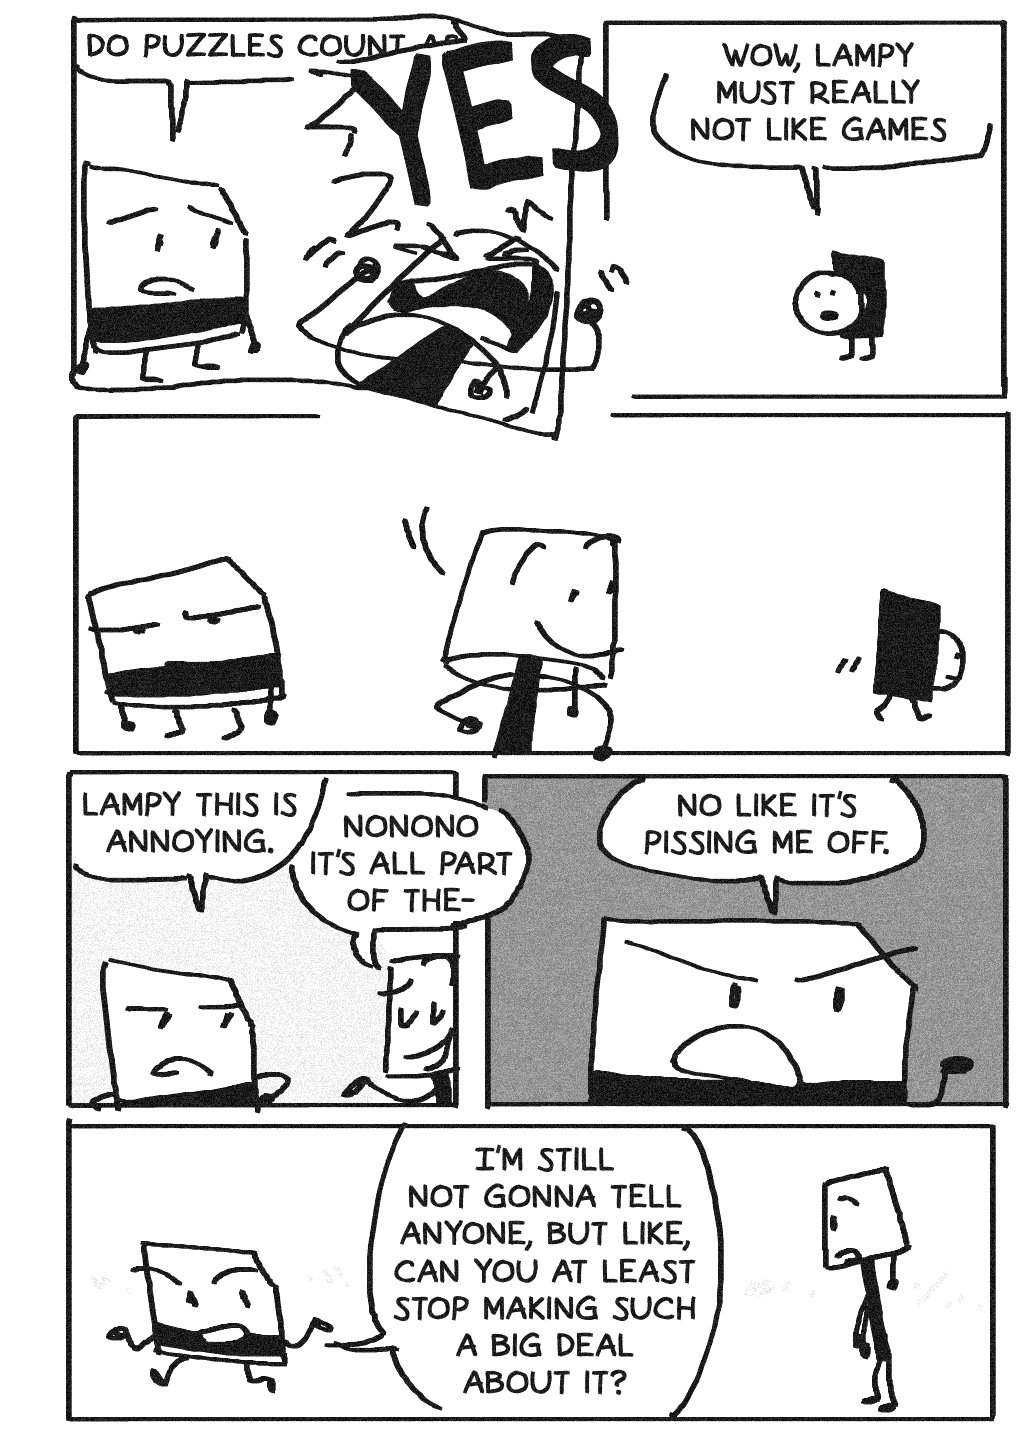 DO PUZZLES COUNT AS
YES
WOW, LAMPY
MUST REALLY
NOT LIKE GAMES
LAMPY THIS IS
ANNOYING.
NONONO
IT'S ALL PART
OF THE-
NO LIKE IT'S
PISSING ME OFF.
I'M STILL
NOT GONNA TELL
ANYONE, BUT LIKE,
CAN YOU AT LEAST
STOP MAKING SUCH
A BIG DEAL
ABOUT IT?